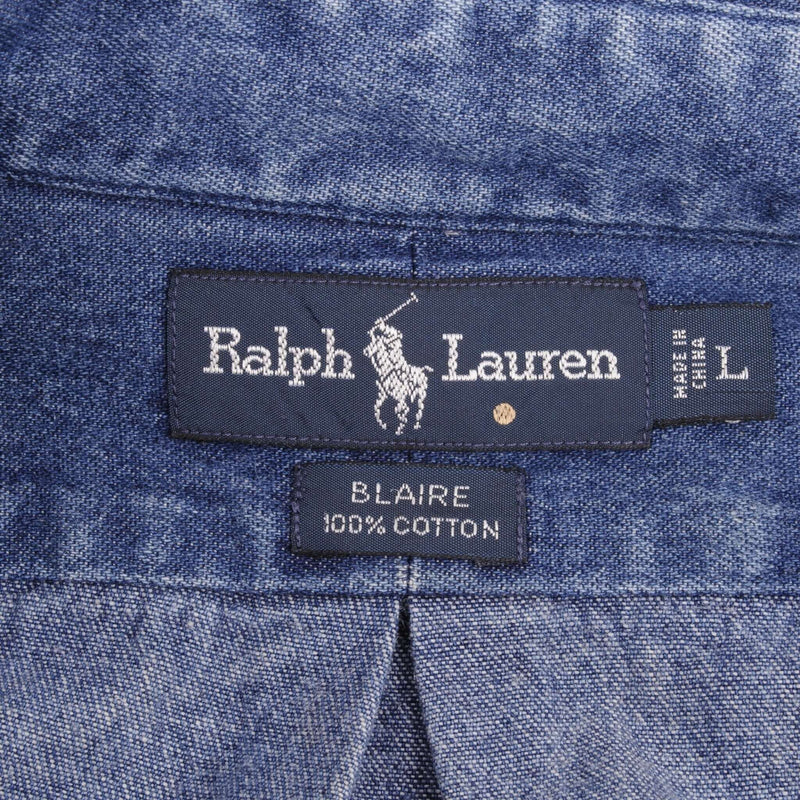 Ralph Lauren
MADE IN
CHINA
L
BLAIRE
100% COTTON